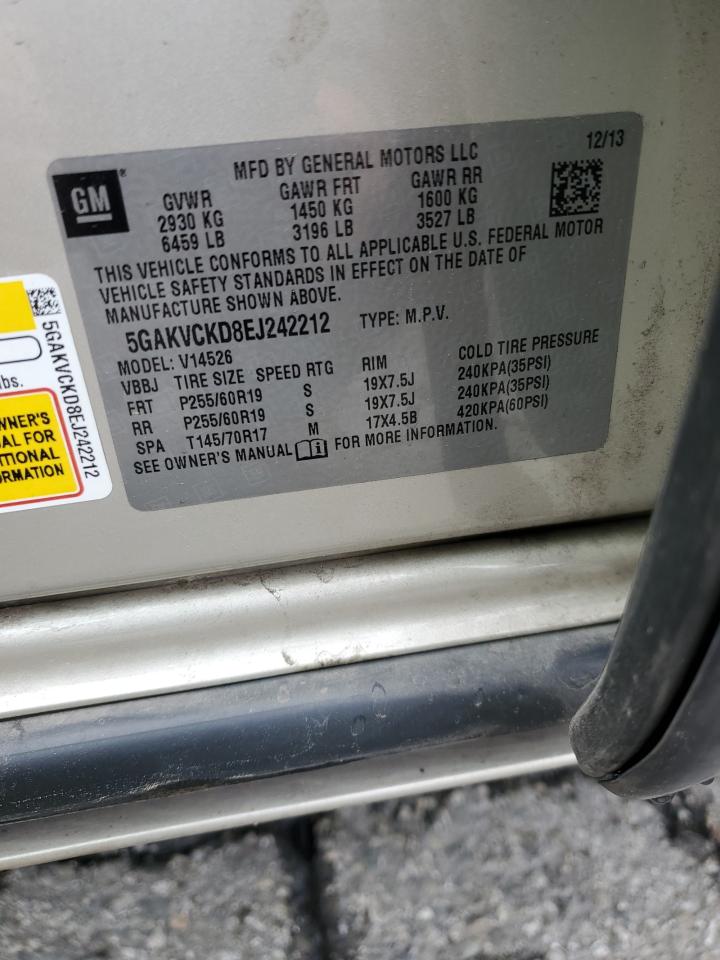 MFD BY GENERAL MOTORS LLC 12/13
GM ®
GVWR GAWR FRT GAWR RR
2930 KG 1450 KG 1600 KG
6459 LB 3196 LB 3527 LB
THIS VEHICLE CONFORMS TO ALL APPLICABLE U.S. FEDERAL MOTOR
VEHICLE SAFETY STANDARDS IN EFFECT ON THE DATE OF
MANUFACTURE SHOWN ABOVE.
5GAKVCKD8EJ242212 TYPE: M.P.V.
MODEL: V14526
VBBJ TIRE SIZE SPEED RTG RIM COLD TIRE PRESSURE
FRT P255/60R19 S 19X7.5J 240KPA(35PSI)
RR P255/60R19 S 19X7.5J 240KPA(35PSI)
SPA T145/70R17 M 17X4.5B 420KPA(60PSI)
SEE OWNER'S MANUAL i FOR MORE INFORMATION.
5GAKVCKD8EJ242212
lbs.
OWNER'S
UAL FOR
ITIONAL
ORMATION